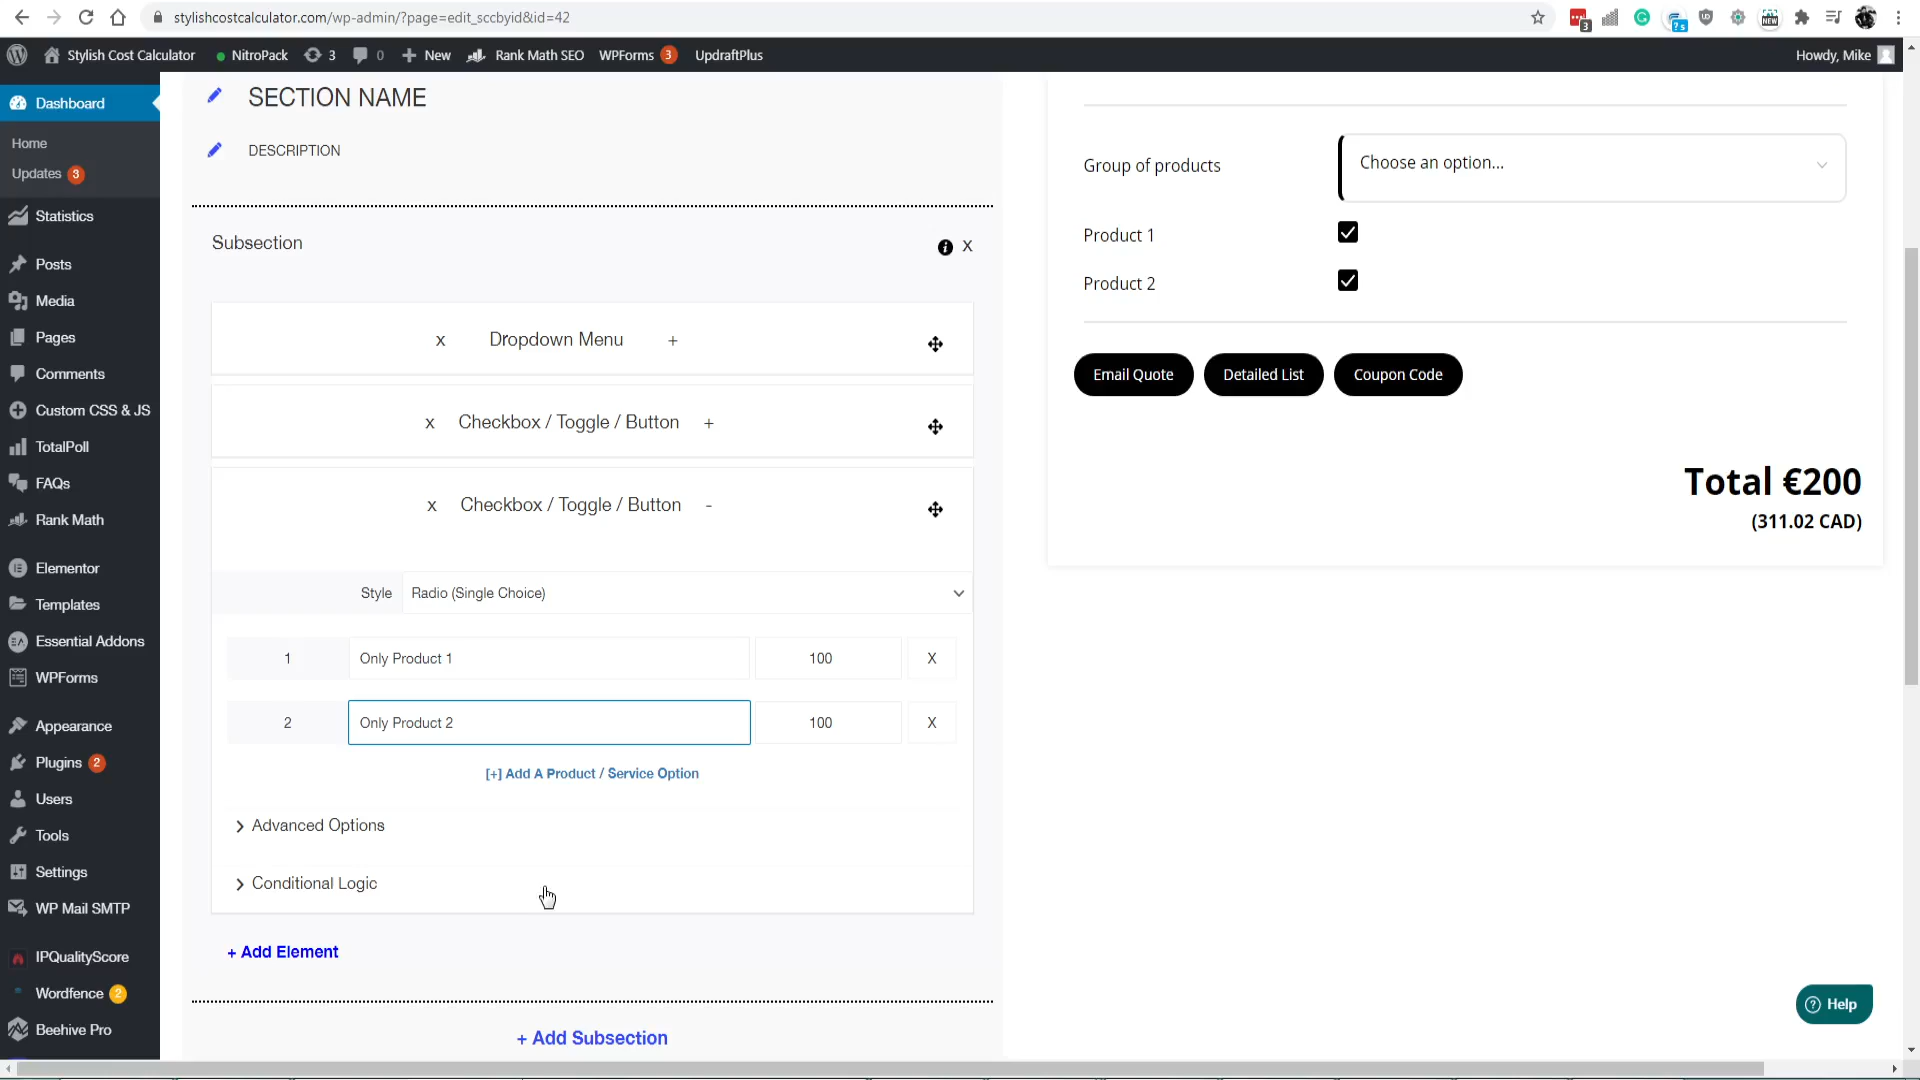 stylishcostcalculator.com/wp-admin/?page=edit_sccbyid&id=42
3
NEW
Stylish Cost Calculator
NitroPack
3
0
New
Rank Math SEO
WPForms 3
UpdraftPlus
Howdy, Mike
Dashboard
Home
Updates 3
Statistics
Posts
Media
Pages
Comments
Custom CSS & JS
TotalPoll
FAQs
Rank Math
Elementor
Templates
Essential Addons
WPForms
Appearance
Plugins 2
Users
Tools
Settings
WP Mail SMTP
IPQualityScore
Wordfence 2
Beehive Pro
SECTION NAME
DESCRIPTION
Subsection
X
x Dropdown Menu +
x Checkbox / Toggle / Button +
x Checkbox / Toggle / Button -
Style Radio (Single Choice)
1 Only Product 1 100 X
2 Only Product 2 100 X
[+] Add A Product / Service Option
Advanced Options
Conditional Logic
+ Add Element
+ Add Subsection
Group of products
Choose an option...
Product 1
Product 2
Email Quote
Detailed List
Coupon Code
Total €200
(311.02 CAD)
Help